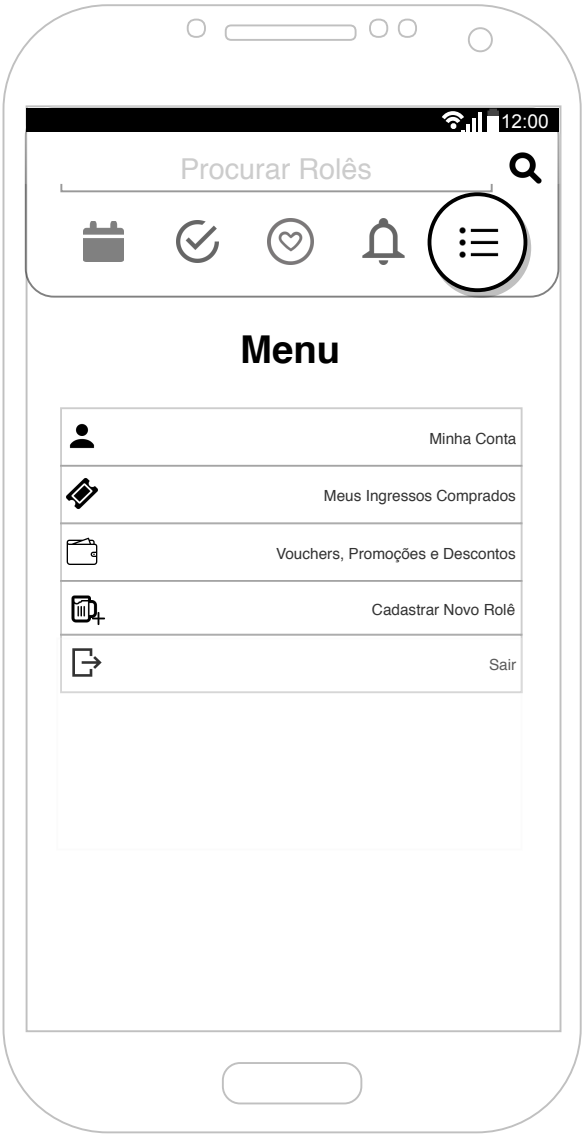 12:00
Procurar Rolês
Menu
Minha Conta
Meus Ingressos Comprados
Vouchers, Promoções e Descontos
Cadastrar Novo Rolê
Sair